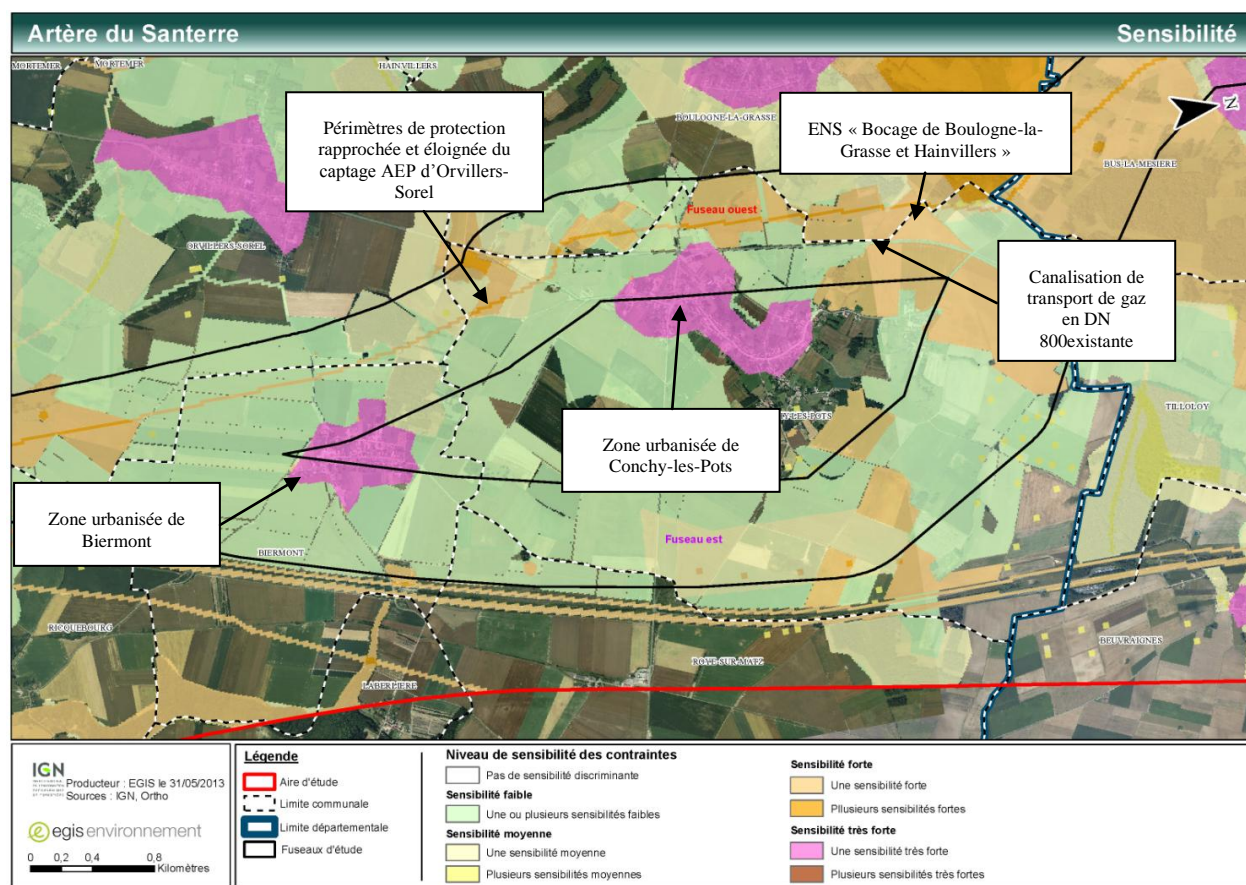 Artère du Santerre
Sensibilité
MORTEMER
MORTEMER
HAINVILLERS
BOULOGNE-LA-GRASSE
BUS-LA-MESIERE
N
Périmètres de protection
rapprochée et éloignée du
captage AEP d'Orvillers-
Sorel
ENS « Bocage de Boulogne-la-
Grasse et Hainvillers »
Fuseau ouest
ORVILLERS-SOREL
Canalisation de
transport de gaz
en DN
800existante
Zone urbanisée de
Conchy-les-Pots
Y-LES-POTS
TILLOLOY
Zone urbanisée de
Biermont
BIERMONT
Fuseau est
RICQUEBOURG
LABERLIERE
ROYE-SUR-MATZ
BEUVRAIGNES
IGN
Producteur : EGIS le 31/05/2013
Sources : IGN, Ortho
egis environnement
0 0,2 0,4 0,8
Kilomètres
Légende
Aire d'étude
Limite communale
Limite départementale
Fuseaux d'étude
Niveau de sensibilité des contraintes
Pas de sensibilité discriminante
Sensibilité faible
Une ou plusieurs sensibilités faibles
Sensibilité moyenne
Une sensibilité moyenne
Plusieurs sensibilités moyennes
Sensibilité forte
Une sensibilité forte
Pllusieurs sensibilités fortes
Sensibilité très forte
Une sensibilité très forte
Plusieurs sensibilités très fortes